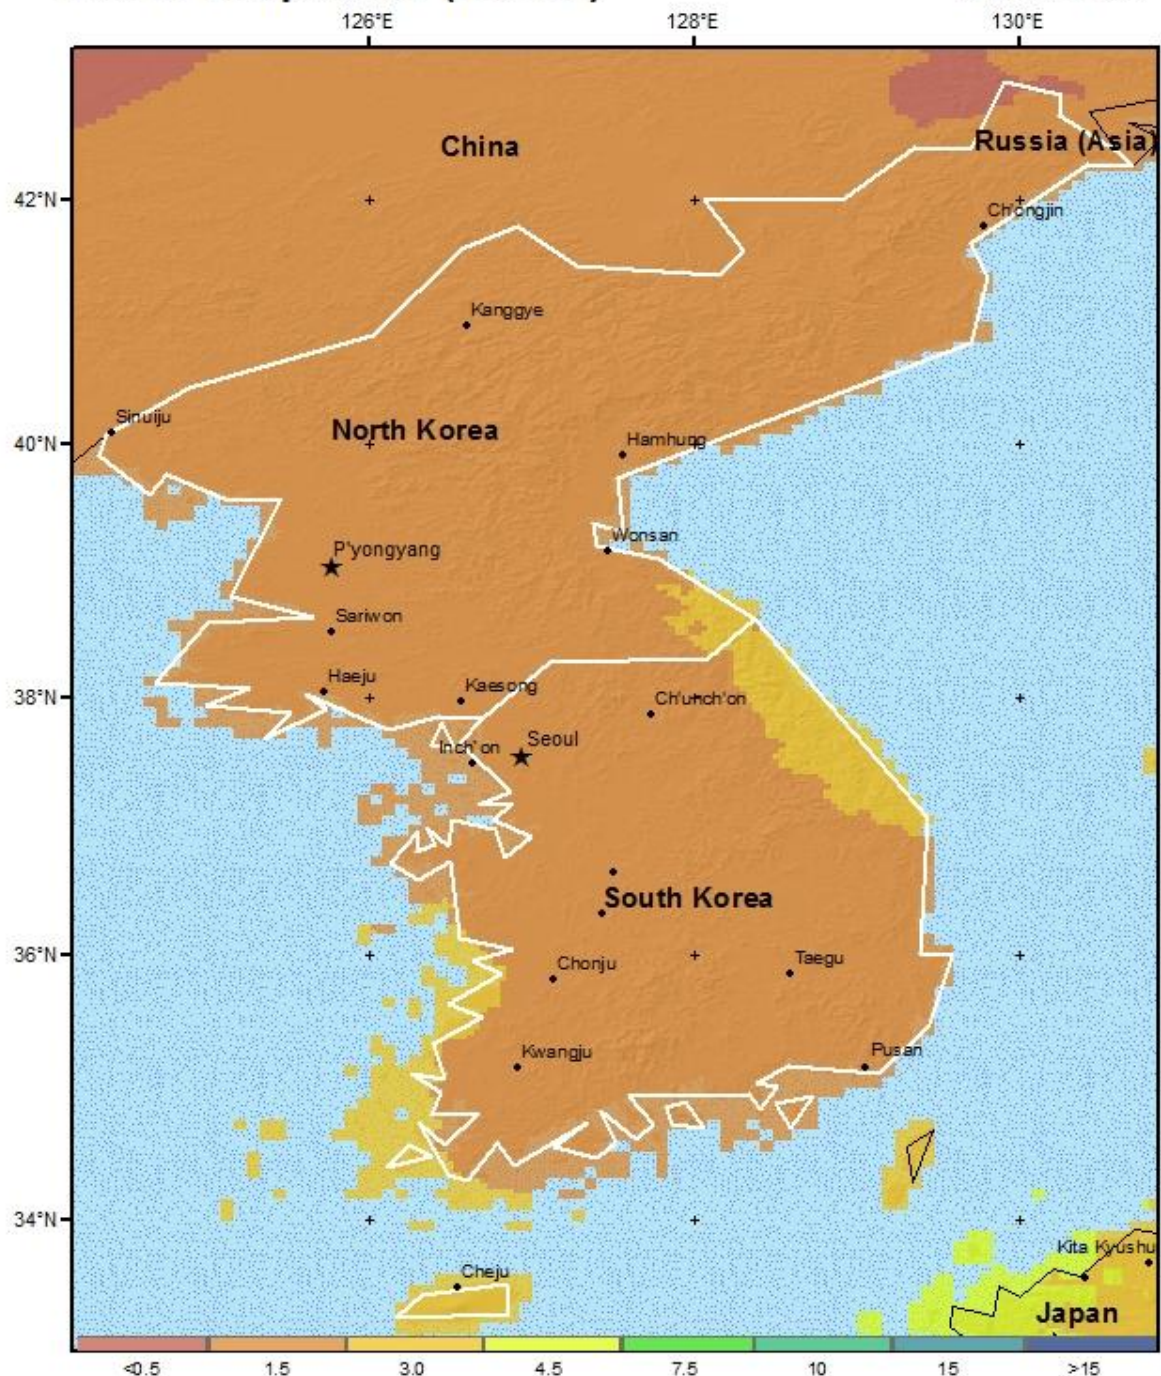 126°E 128°E 130°E
China
Russia (Asia)
42°N
Ch'ongjin
Kanggye
Sinuiju
North Korea
Hamhung
40°N
Wonsan
P'yongyang
Sariwon
Haeju
Kaesong
38°N
Ch'unch'on
Inch'on
Seoul
South Korea
36°N
Chonju
Taegu
Kwangju
Pusan
34°N
Kita Kyushu
Cheju
Japan
<0.5 1.5 3.0 4.5 7.5 10 15 >15